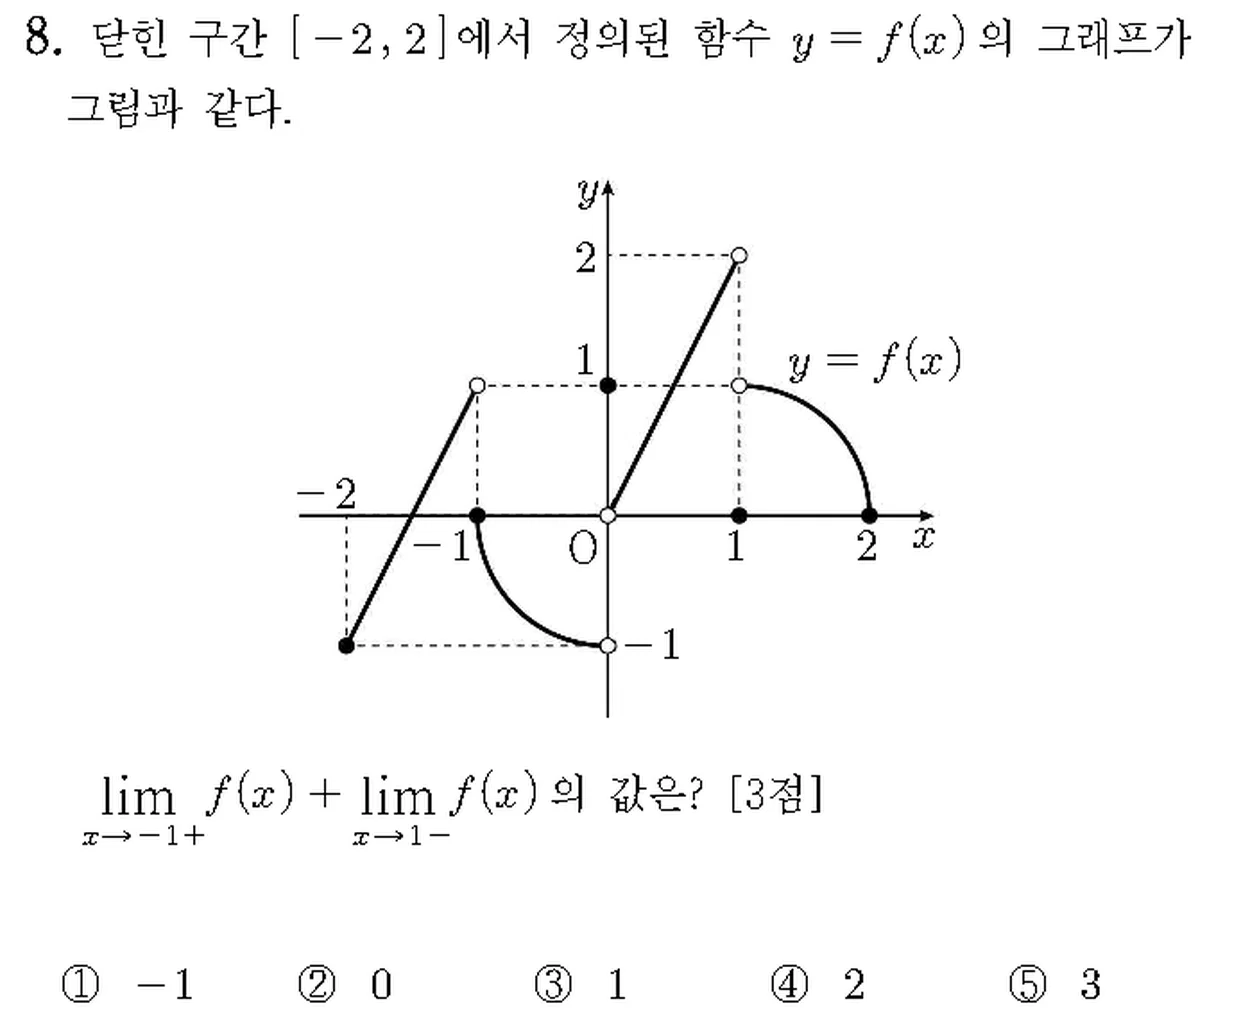 8. 닫힌 구간 [-2, 2]에서 정의된 함수 y = f(x)의 그래프가
그림과 같다.
y
2
1
y = f(x)
-2
-1
O
1
2
x
-1
lim f(x) + lim f(x)의 값은? [3점]
x→-1+ x→1-
① -1 ② 0 ③ 1 ④ 2 ⑤ 3